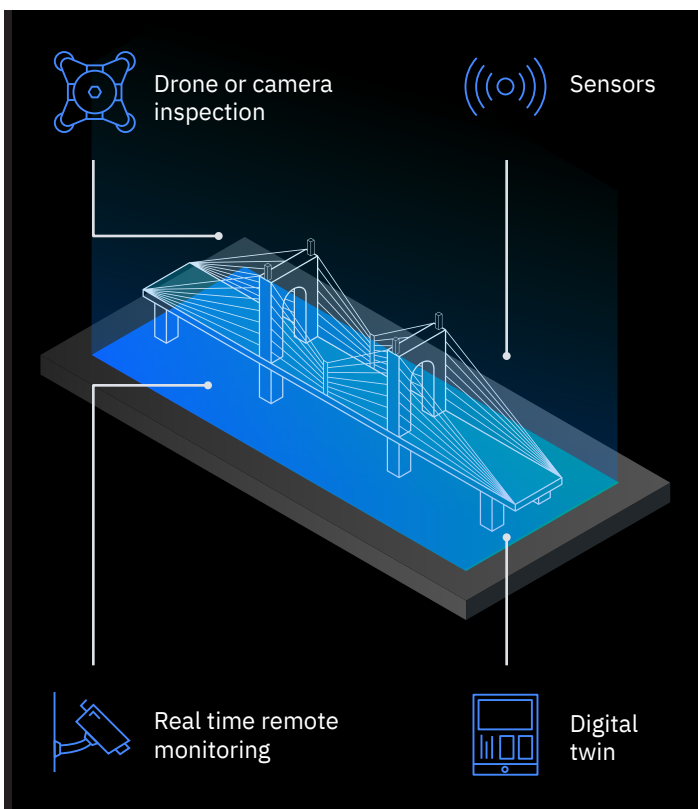 Drone or camera
inspection
Sensors
Real time remote
monitoring
Digital
twin